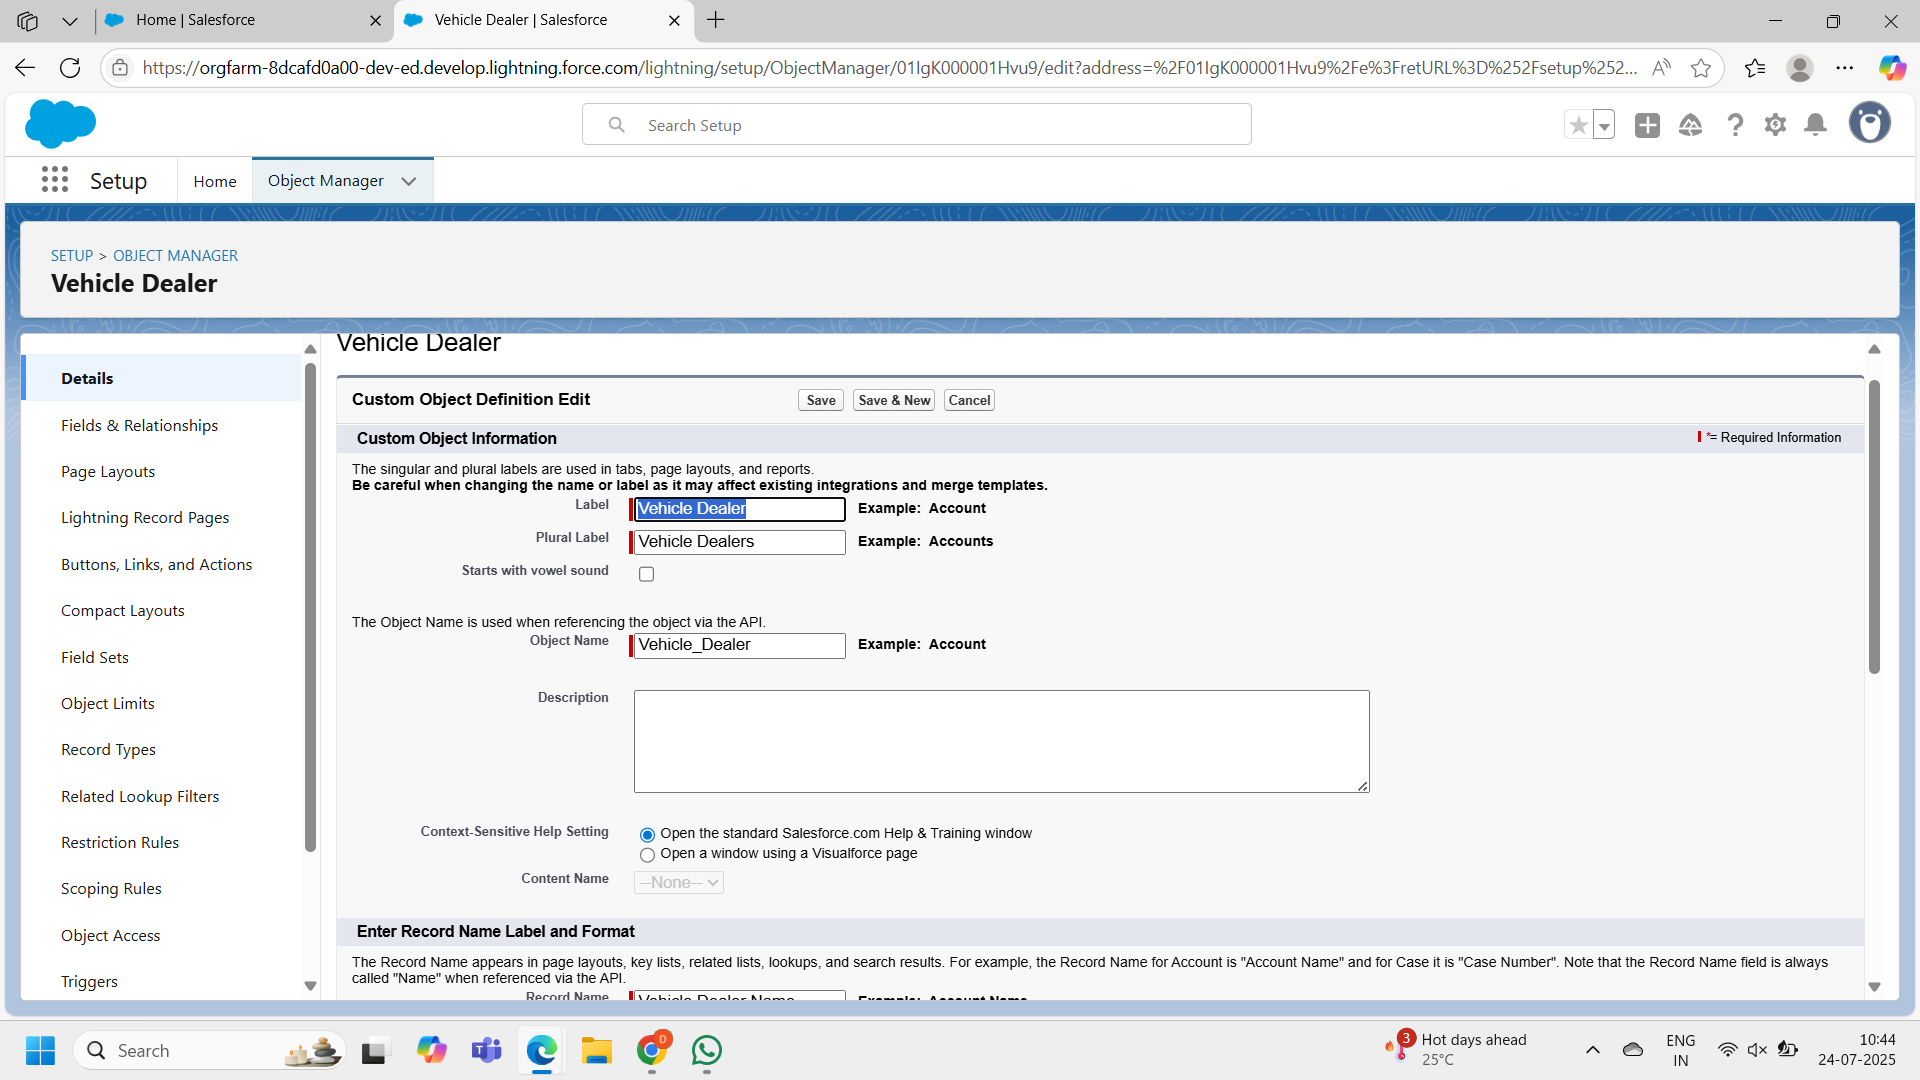 Home | Salesforce
Vehicle Dealer | Salesforce
https://orgfarm-8dcafd0a00-dev-ed.develop.lightning.force.com/lightning/setup/ObjectManager/01IgK000001Hvu9/edit?address=%2F01IgK000001Hvu9%2Fe%3FretURL%3D%252Fsetup%252...
Search Setup
Setup
Home
Object Manager
SETUP > OBJECT MANAGER
Vehicle Dealer
Details
Fields & Relationships
Page Layouts
Lightning Record Pages
Buttons, Links, and Actions
Compact Layouts
Field Sets
Object Limits
Record Types
Related Lookup Filters
Restriction Rules
Scoping Rules
Object Access
Triggers
Vehicle Dealer
Custom Object Definition Edit
Save
Save & New
Cancel
Custom Object Information
*= Required Information
The singular and plural labels are used in tabs, page layouts, and reports.
Be careful when changing the name or label as it may affect existing integrations and merge templates.
Label
Vehicle Dealer
Example: Account
Plural Label
Vehicle Dealers
Example: Accounts
Starts with vowel sound
The Object Name is used when referencing the object via the API.
Object Name
Vehicle_Dealer
Example: Account
Description
Context-Sensitive Help Setting
Open the standard Salesforce.com Help & Training window
Open a window using a Visualforce page
Content Name
--None--
Enter Record Name Label and Format
The Record Name appears in page layouts, key lists, related lists, lookups, and search results. For example, the Record Name for Account is "Account Name" and for Case it is "Case Number". Note that the Record Name field is always
called "Name" when referenced via the API.
Record Name
Vehicle Dealer Name
Example: Account Name
Search
D
3
Hot days ahead
25°C
ENG
IN
10:44
24-07-2025